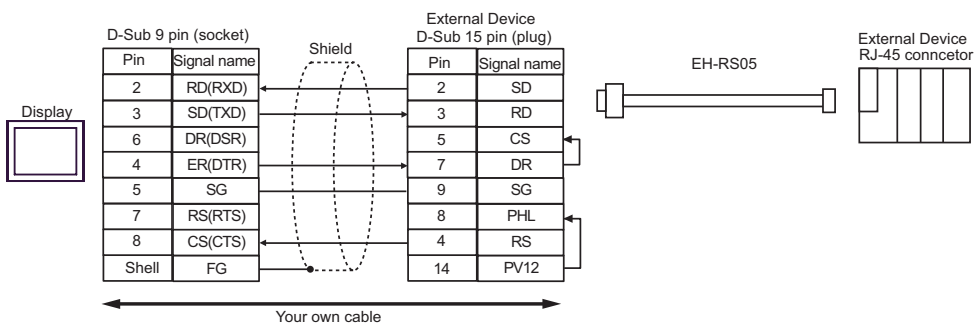 External Device
D-Sub 9 pin (socket)
D-Sub 15 pin (plug)
External Device
RJ-45 conncetor
Pin Signal name
Shield
Pin Signal name
EH-RS05
Display
2 RD(RXD) 2 SD
3 SD(TXD) 3 RD
6 DR(DSR) 5 CS
4 ER(DTR) 7 DR
5 SG 9 SG
7 RS(RTS) 8 PHL
8 CS(CTS) 4 RS
Shell FG 14 PV12
Your own cable